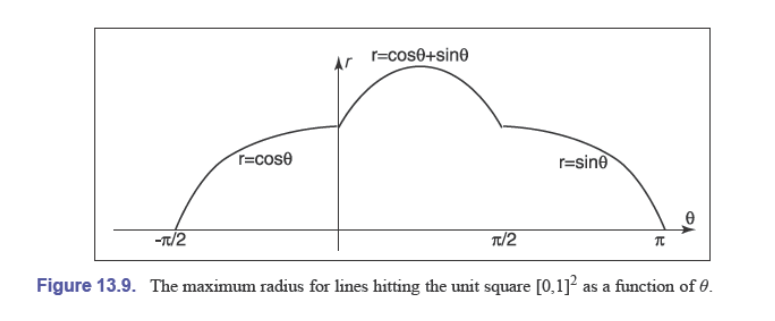 r r=cosθ+sinθ
r=cosθ
r=sinθ
θ
-π/2 π/2 π
Figure 13.9. The maximum radius for lines hitting the unit square [0,1]² as a function of θ.